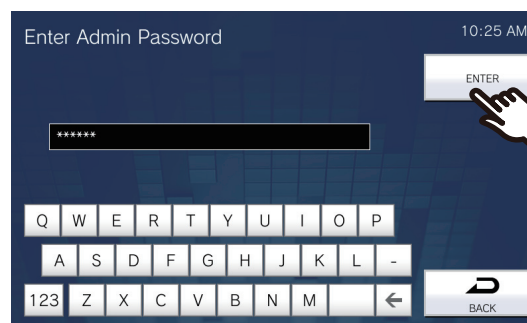 Enter Admin Password
10:25 AM
ENTER
******
Q W E R T Y U I O P
A S D F G H J K L -
123 Z X C V B N M ←
BACK